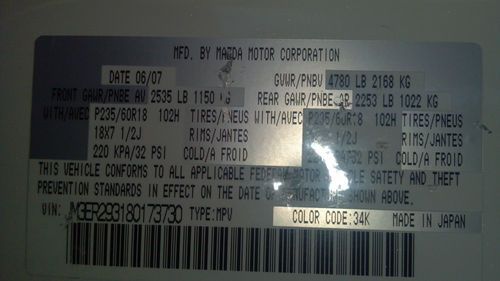 MFD. BY MAZDA MOTOR CORPORATION
DATE 06/07 GVWR/PNBV 4780 LB 2168 KG
FRONT GAWR/PNBE AV 2535 LB 1150 KG REAR GAWR/PNBE AR 2253 LB 1022 KG
WITH/AVEC P235/60R18 102H TIRES/PNEUS WITH/AVEC P235/60R18 102H TIRES/PNEUS
18X7 1/2J RIMS/JANTES 1/2J RIMS/JANTES
220 KPA/32 PSI COLD/A FROID /32 PSI COLD/A FROID
THIS VEHICLE CONFORMS TO ALL APPLICABLE FEDERAL MOTOR VEHICLE SAFETY AND THEFT
PREVENTION STANDARDS IN EFFECT ON THE DATE OF MANUFACTURE SHOWN ABOVE.
VIN: JM3ER293180173730 TYPE:MPV COLOR CODE:34K MADE IN JAPAN